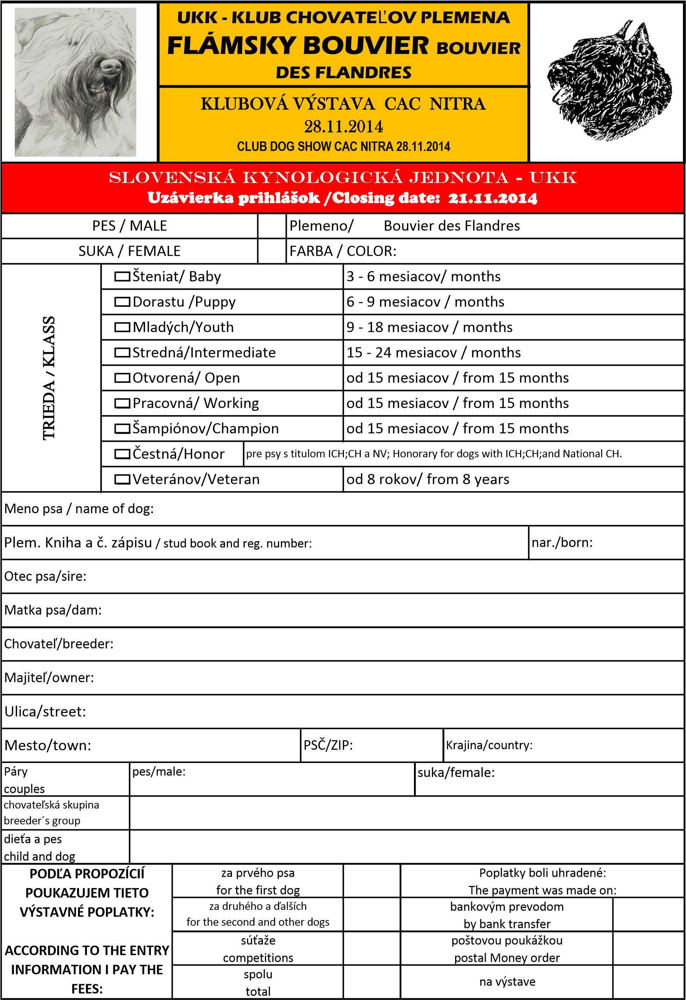 UKK - KLUB CHOVATEĽOV PLEMENA
FLÁMSKY BOUVIER BOUVIER
DES FLANDRES
KLUBOVÁ VÝSTAVA CAC NITRA
28.11.2014
CLUB DOG SHOW CAC NITRA 28.11.2014
SLOVENSKÁ KYNOLOGICKÁ JEDNOTA - UKK
Uzávierka prihlášok /Closing date: 21.11.2014
PES / MALE
Plemeno/ Bouvier des Flandres
SUKA / FEMALE
FARBA / COLOR:
TRIEDA / KLASS
Šteniat/ Baby
3 - 6 mesiacov/ months
Dorastu /Puppy
6 - 9 mesiacov / months
Mladých/Youth
9 - 18 mesiacov / months
Stredná/Intermediate
15 - 24 mesiacov / months
Otvorená/ Open
od 15 mesiacov / from 15 months
Pracovná/ Working
od 15 mesiacov / from 15 months
Šampiónov/Champion
od 15 mesiacov / from 15 months
Čestná/Honor
pre psy s titulom ICH;CH a NV; Honorary for dogs with ICH;CH;and National CH.
Veteránov/Veteran
od 8 rokov/ from 8 years
Meno psa / name of dog:
Plem. Kniha a č. zápisu / stud book and reg. number:
nar./born:
Otec psa/sire:
Matka psa/dam:
Chovateľ/breeder:
Majiteľ/owner:
Ulica/street:
Mesto/town:
PSČ/ZIP:
Krajina/country:
Páry
couples
pes/male:
suka/female:
chovateľská skupina
breeder´s group
dieťa a pes
child and dog
PODĽA PROPOZÍCIÍ
POUKAZUJEM TIETO
VÝSTAVNÉ POPLATKY:
ACCORDING TO THE ENTRY
INFORMATION I PAY THE
FEES:
za prvého psa
for the first dog
za druhého a ďalších
for the second and other dogs
súťaže
competitions
spolu
total
Poplatky boli uhradené:
The payment was made on:
bankovým prevodom
by bank transfer
poštovou poukážkou
postal Money order
na výstave